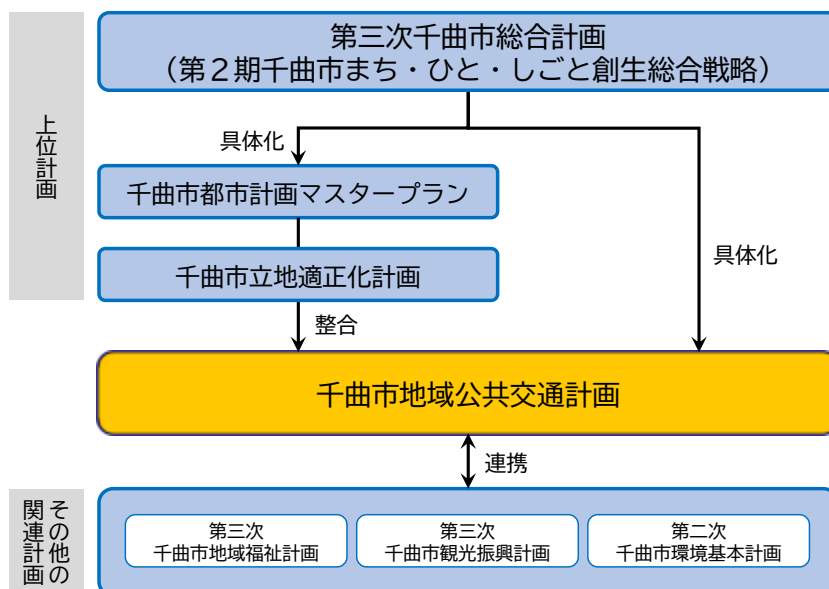 第三次千曲市総合計画
（第２期千曲市まち・ひと・しごと創生総合戦略）
上位計画
具体化
千曲市都市計画マスタープラン
千曲市立地適正化計画
具体化
整合
千曲市地域公共交通計画
連携
その他の
関連計画
第三次
千曲市地域福祉計画
第三次
千曲市観光振興計画
第二次
千曲市環境基本計画